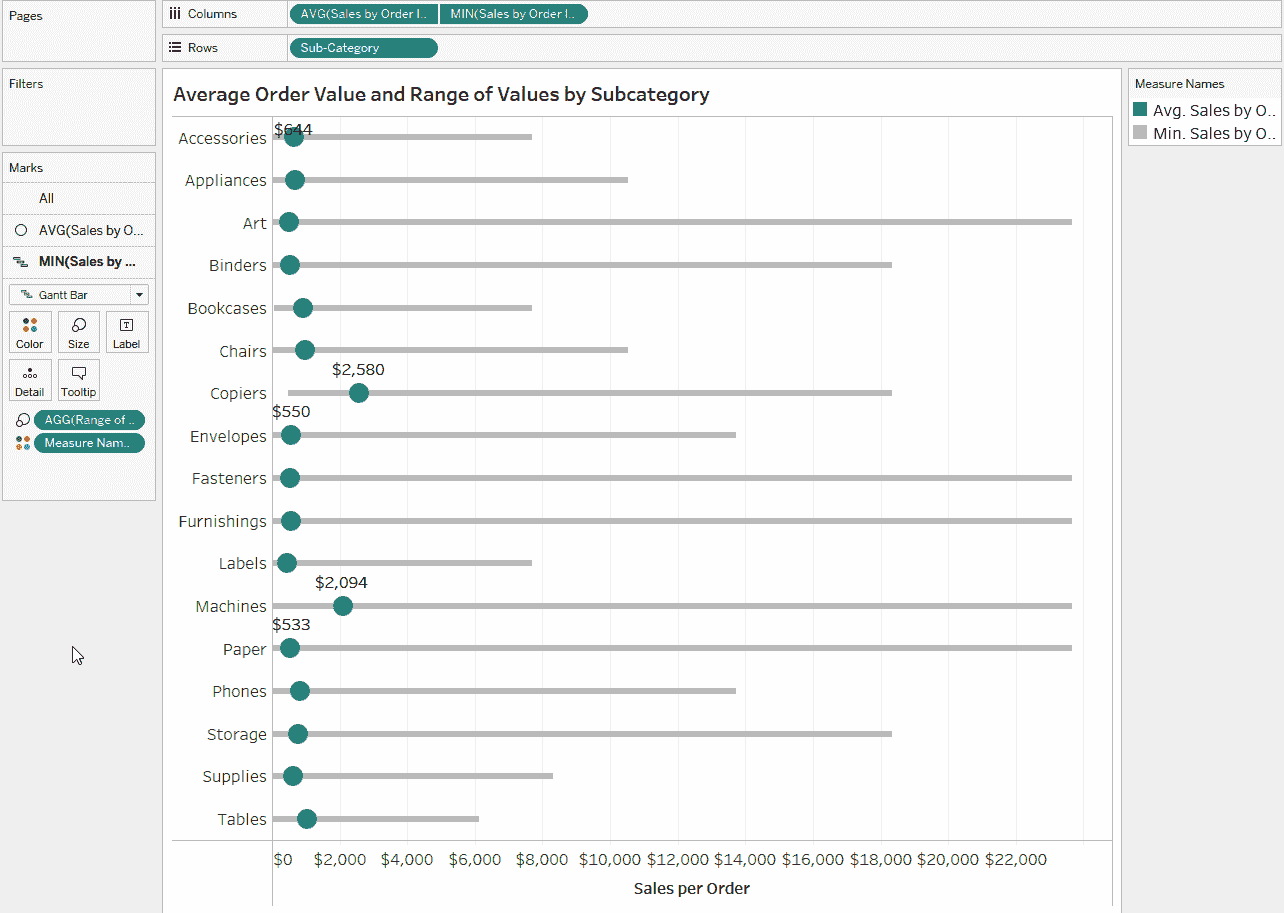 Pages
Columns AVG(Sales by Order I.. MIN(Sales by Order I..
Rows Sub-Category
Filters
Marks
All
AVG(Sales by O...
MIN(Sales by ...
Gantt Bar
Color Size Label
Detail Tooltip
AGG(Range of ..
Measure Nam..
Average Order Value and Range of Values by Subcategory
$644
Accessories
Appliances
Art
Binders
Bookcases
Chairs
$2,580
Copiers
$550
Envelopes
Fasteners
Furnishings
Labels
$2,094
Machines
$533
Paper
Phones
Storage
Supplies
Tables
$0 $2,000 $4,000 $6,000 $8,000 $10,000 $12,000 $14,000 $16,000 $18,000 $20,000 $22,000
Sales per Order
Measure Names
Avg. Sales by O..
Min. Sales by O..